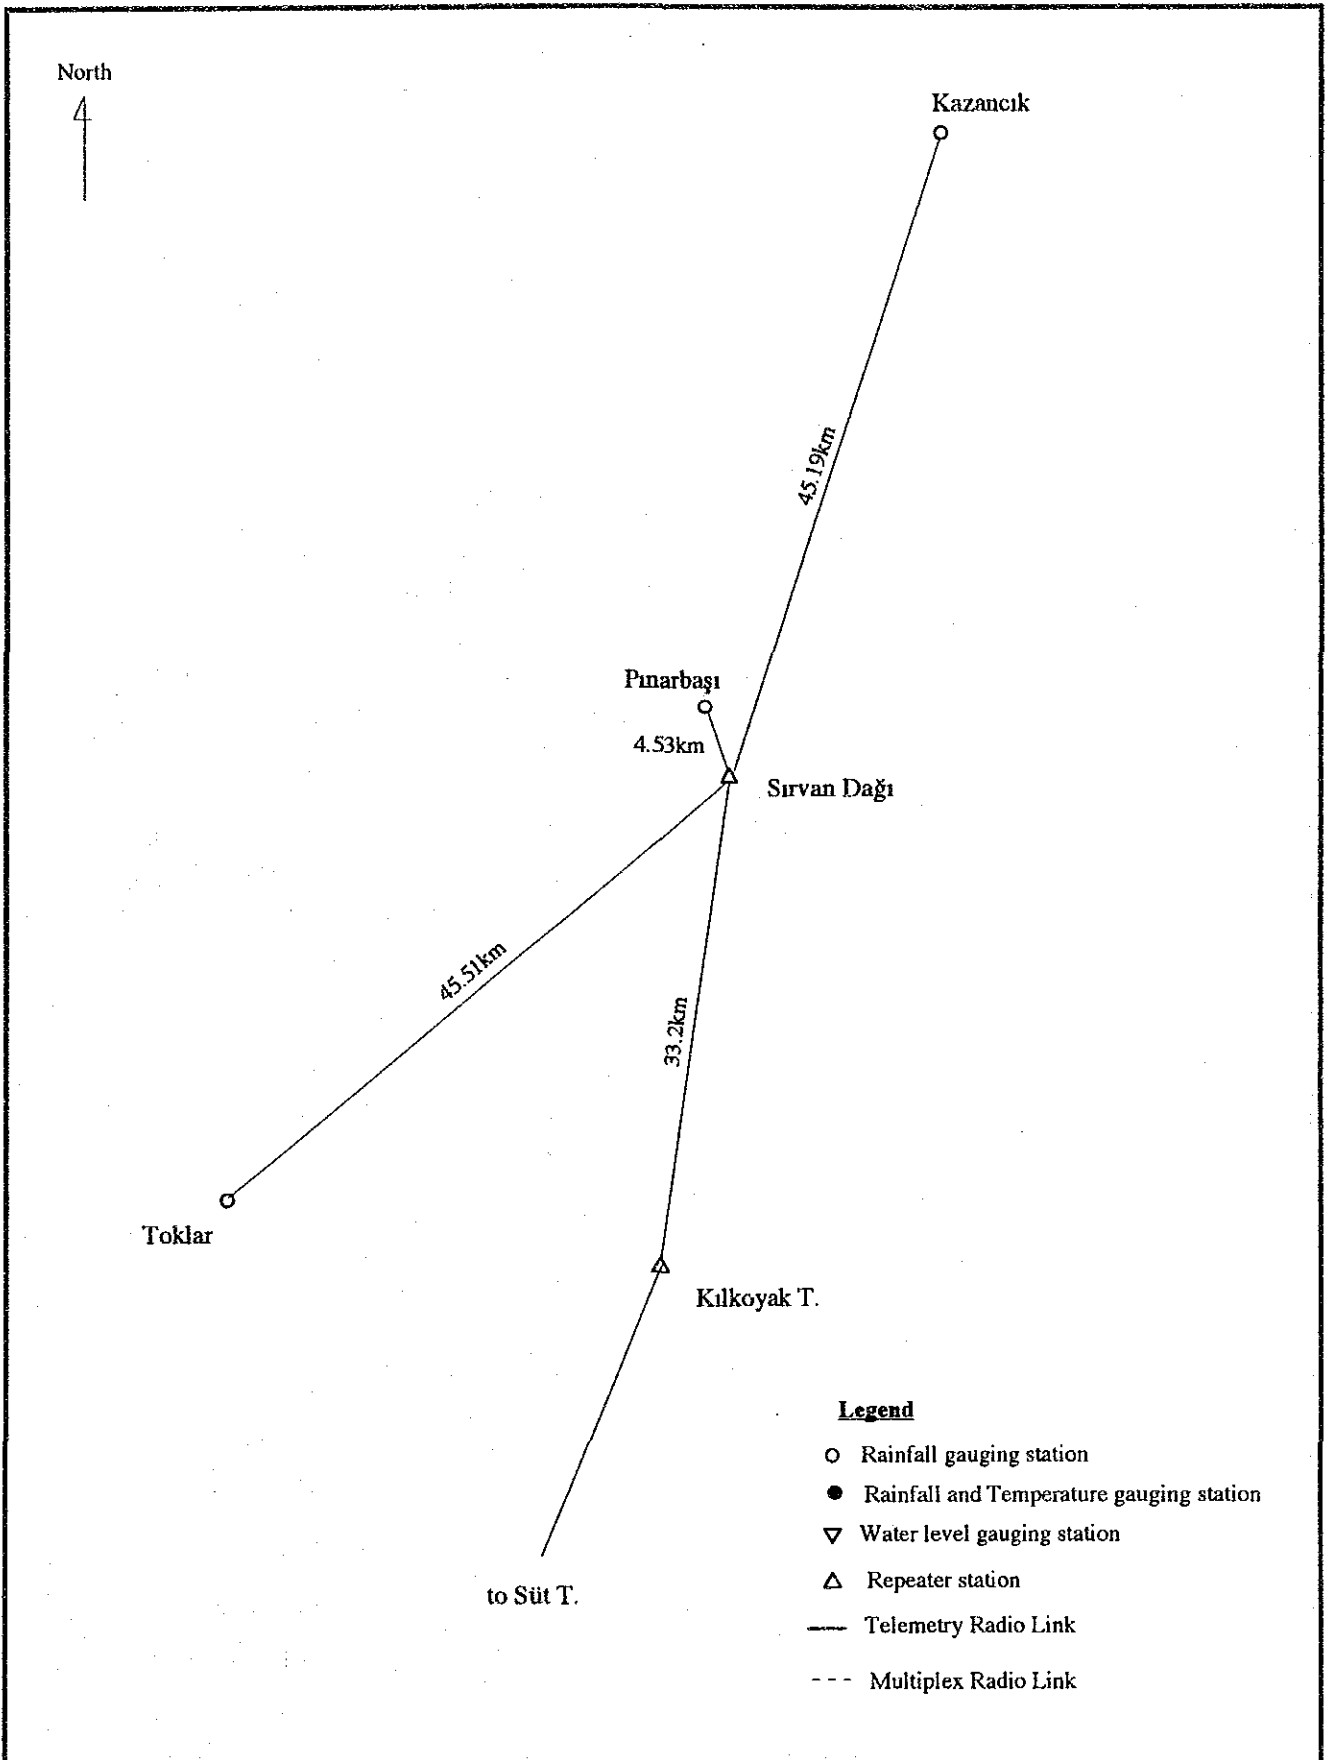 North
Kazancık
45.19km
Pınarbaşı
4.53km
Sırvan Dağı
45.51km
33.2km
Toklar
Kılkoyak T.
to Süt T.
Legend
Rainfall gauging station
Rainfall and Temperature gauging station
Water level gauging station
Repeater station
Telemetry Radio Link
Multiplex Radio Link